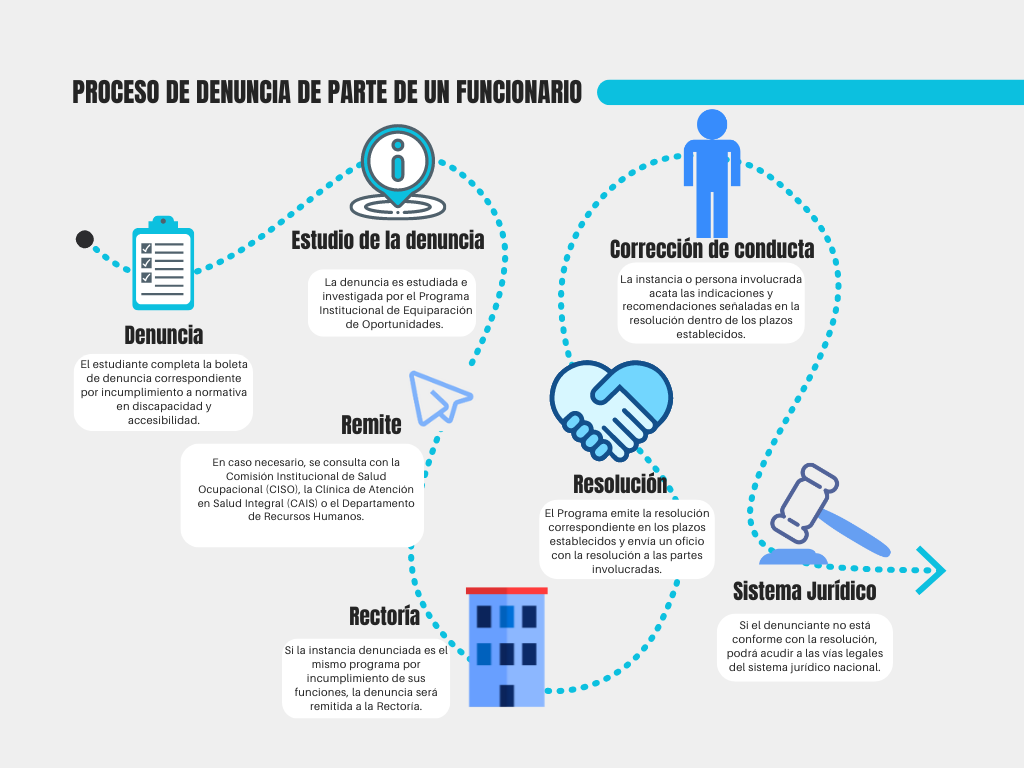 PROCESO DE DENUNCIA DE PARTE DE UN FUNCIONARIO
Denuncia
El estudiante completa la boleta
de denuncia correspondiente
por incumplimiento a normativa
en discapacidad y
accesibilidad.
Estudio de la denuncia
La denuncia es estudiada e
investigada por el Programa
Institucional de Equiparación
de Oportunidades.
Remite
En caso necesario, se consulta con la
Comisión Institucional de Salud
Ocupacional (CISO), la Clínica de Atención
en Salud Integral (CAIS) o el Departamento
de Recursos Humanos.
Rectoría
Si la instancia denunciada es el
mismo programa por
incumplimiento de sus
funciones, la denuncia será
remitida a la Rectoría.
Resolución
El Programa emite la resolución
correspondiente en los plazos
establecidos y envía un oficio
con la resolución a las partes
involucradas.
Corrección de conducta
La instancia o persona involucrada
acata las indicaciones y
recomendaciones señaladas en la
resolución dentro de los plazos
establecidos.
Sistema Jurídico
Si el denunciante no está
conforme con la resolución,
podrá acudir a las vías legales
del sistema jurídico nacional.